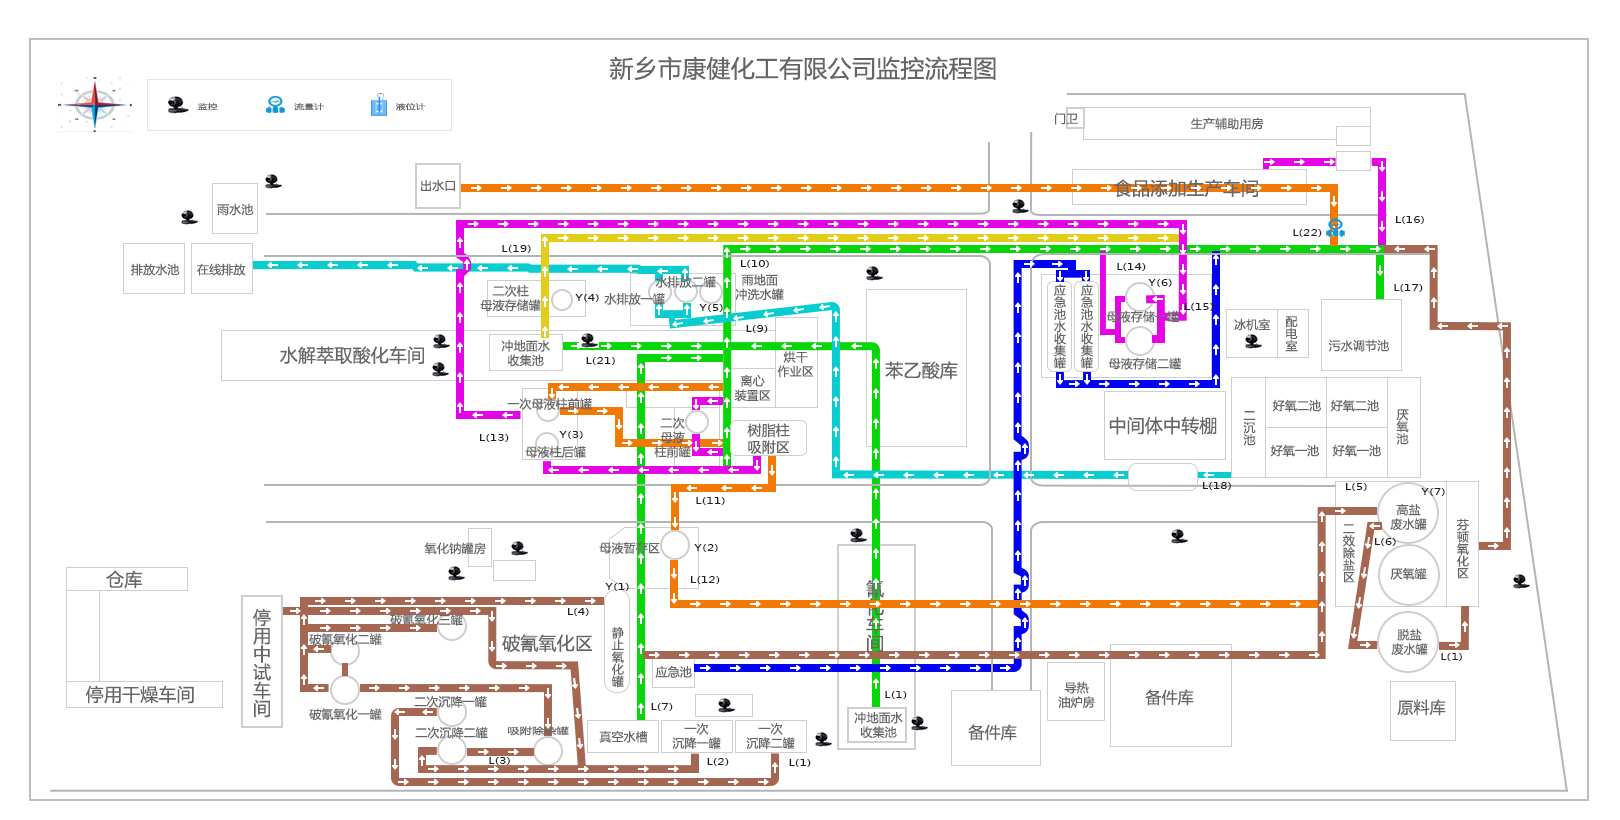 新乡市康健化工有限公司监控流程图
监控
流量计
液位计
门卫
生产辅助用房
出水口
食品添加生产车间
雨水池
L(16)
L(22)
L(19)
L(10)
L(14)
排放水池
在线排放
水排放二罐
雨地面
冲洗水罐
水排放一罐
Y(5)
二次柱
母液存储罐
Y(4)
Y(6)
L(17)
应急池水收集罐
应急池水收集罐
L(15)
母液存储一罐
母液存储二罐
冰机室
配电室
污水调节池
L(9)
水解萃取酸化车间
冲地面水
收集池
L(21)
烘干
作业区
苯乙酸库
离心
装置区
一次母液柱前罐
Y(3)
母液柱后罐
L(13)
二次
母液
柱前罐
树脂柱
吸附区
中间体中转棚
二沉池
好氧二池
好氧二池
厌氧池
好氧一池
好氧一池
L(11)
L(18)
L(5)
Y(7)
高盐
废水罐
L(6)
二效除盐区
芬顿氧化区
厌氧罐
脱盐
废水罐
L(1)
氧化钠罐房
母液暂存区
Y(2)
L(12)
Y(1)
L(4)
仓库
停用干燥车间
停用中试车间
破氰氧化三罐
破氰氧化二罐
破氰氧化区
破氰氧化一罐
静止氧化罐
应急池
二次沉降一罐
二次沉降二罐
吸附除杂罐
L(3)
L(7)
真空水槽
一次
沉降一罐
一次
沉降二罐
L(2)
L(1)
L(1)
冲地面水
收集池
备件库
导热
油炉房
备件库
原料库